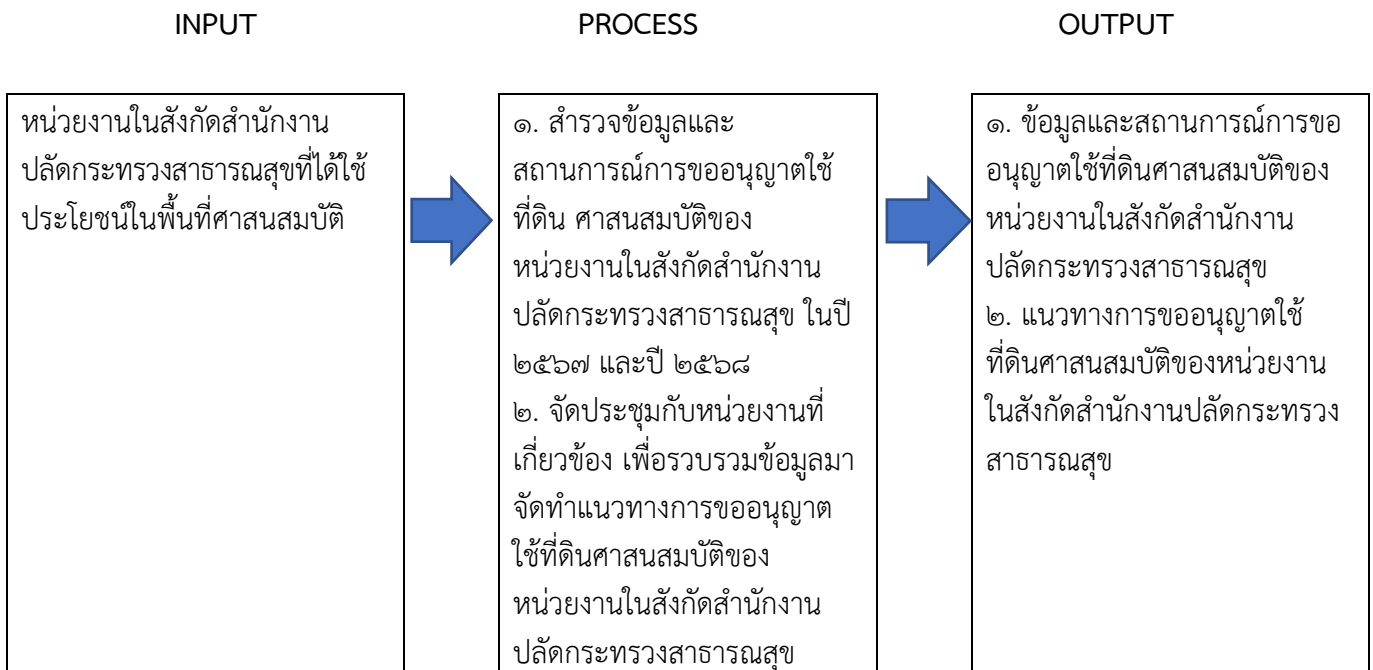 INPUT
PROCESS
OUTPUT
หน่วยงานในสังกัดสำนักงาน
ปลัดกระทรวงสาธารณสุขที่ได้ใช้
ประโยชน์ในพื้นที่ศาสนสมบัติ
๑. สำรวจข้อมูลและ
สถานการณ์การขออนุญาตใช้
ที่ดิน ศาสนสมบัติของ
หน่วยงานในสังกัดสำนักงาน
ปลัดกระทรวงสาธารณสุข ในปี
๒๕๖๗ และปี ๒๕๖๘
๒. จัดประชุมกับหน่วยงานที่
เกี่ยวข้อง เพื่อรวบรวมข้อมูลมา
จัดทำแนวทางการขออนุญาต
ใช้ที่ดินศาสนสมบัติของ
หน่วยงานในสังกัดสำนักงาน
ปลัดกระทรวงสาธารณสุข
๑. ข้อมูลและสถานการณ์การขอ
อนุญาตใช้ที่ดินศาสนสมบัติของ
หน่วยงานในสังกัดสำนักงาน
ปลัดกระทรวงสาธารณสุข
๒. แนวทางการขออนุญาตใช้
ที่ดินศาสนสมบัติของหน่วยงาน
ในสังกัดสำนักงานปลัดกระทรวง
สาธารณสุข